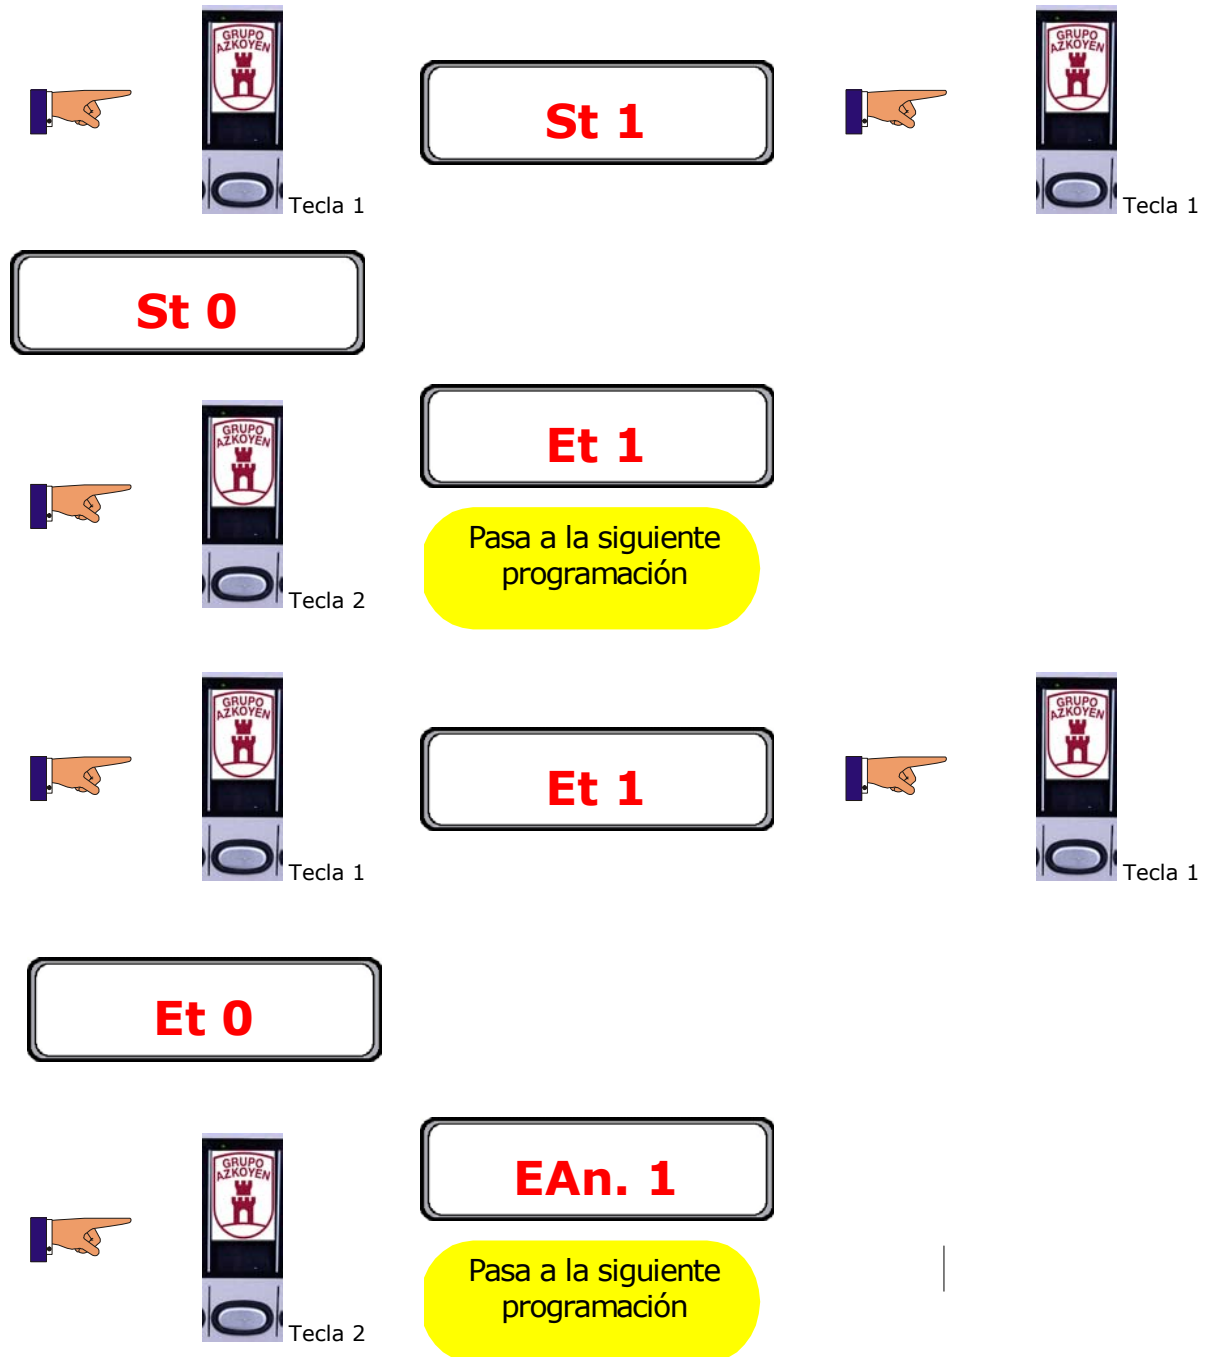 GRUPO
AZKOYEN
Tecla 1
St 1
GRUPO
AZKOYEN
Tecla 1
St 0
GRUPO
AZKOYEN
Tecla 2
Et 1
Pasa a la siguiente
programación
GRUPO
AZKOYEN
Tecla 1
Et 1
GRUPO
AZKOYEN
Tecla 1
Et 0
GRUPO
AZKOYEN
Tecla 2
EAn. 1
Pasa a la siguiente
programación